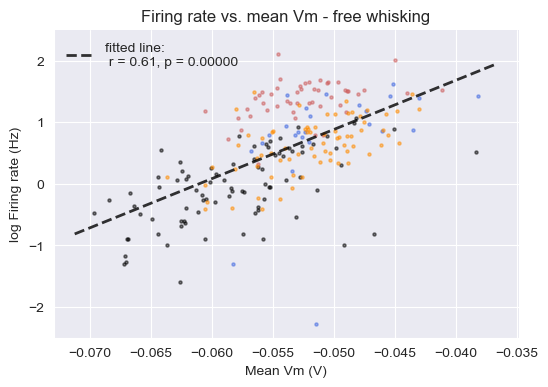 Firing rate vs. mean Vm - free whisking
fitted line:
r = 0.61, p = 0.00000
log Firing rate (Hz)
2
1
0
−1
−2
−0.070 −0.065 −0.060 −0.055 −0.050 −0.045 −0.040 −0.035
Mean Vm (V)